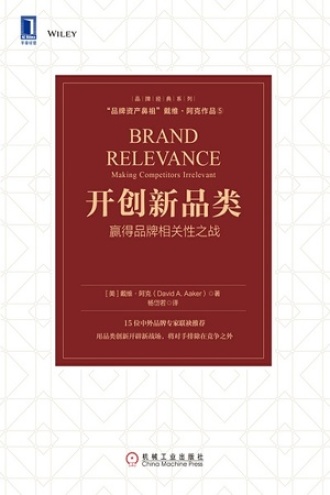 WILEY
华章经管
品牌经典系列
“品牌资产鼻祖”戴维·阿克作品⑤
BRAND
RELEVANCE
Making Competitors Irrelevant
开创新品类
赢得品牌相关性之战
[美]戴维·阿克(David A. Aaker)◎著
杨岱若◎译
15位中外品牌专家联袂推荐
用品类创新开辟新战场,将对手排除在竞争之外
机械工业出版社
China Machine Press